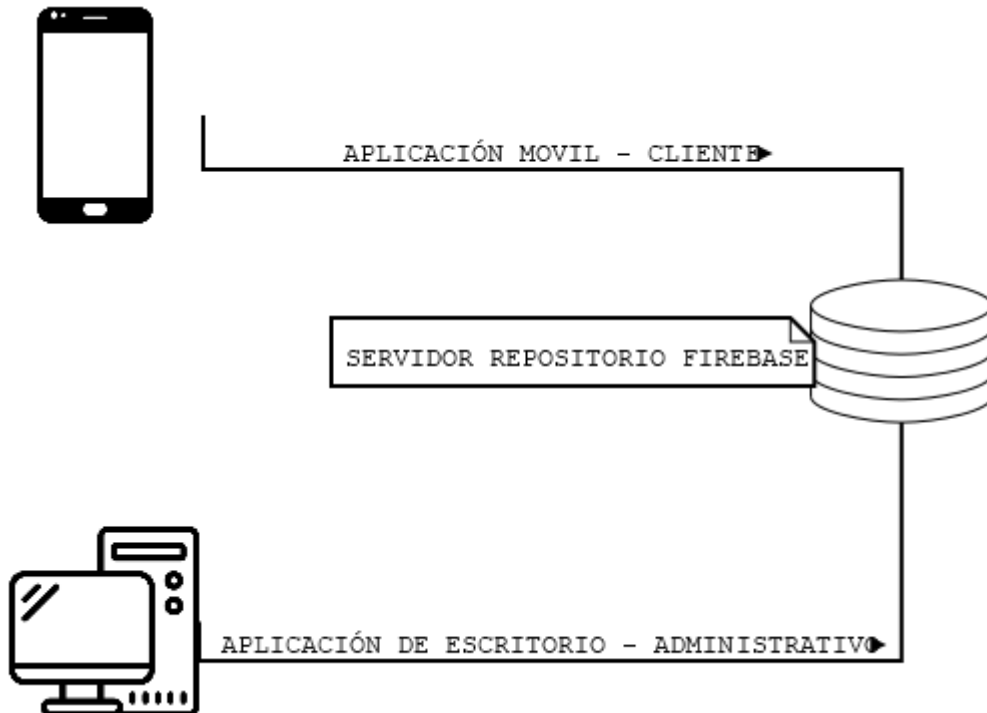 APLICACIÓN MOVIL - CLIENTE
SERVIDOR REPOSITORIO FIREBASE
APLICACIÓN DE ESCRITORIO - ADMINISTRATIVO